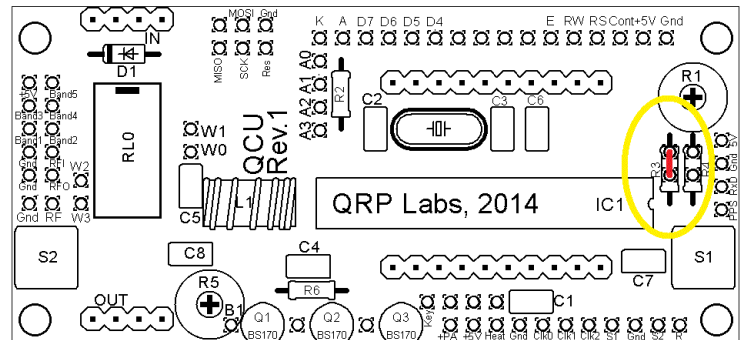 MOSI Gnd
K A D7 D6 D5 D4 E RW RS Cont+5V Gnd
IN
D1
MISO SCK Res
A0
A1
A2
A3
R2
R1
C2
C3
C6
+5V Band5
Band3 Band4
Band1 Band2
Gnd RFI
Gnd RFO
Gnd RF
W2
W3
RL0
W1
W0
QCU
Rev.1
C5
L1
QRP Labs, 2014
IC1
R3
R4
5V
RxD
PPS
Gnd
S2
C8
C4
C7
S1
OUT
R5
B1
R6
Q1
BS170
Q2
BS170
Q3
BS170
Key
C1
+PA +5V Heat Gnd Clk0 Clk1 Clk2 S1 Gnd S2 R